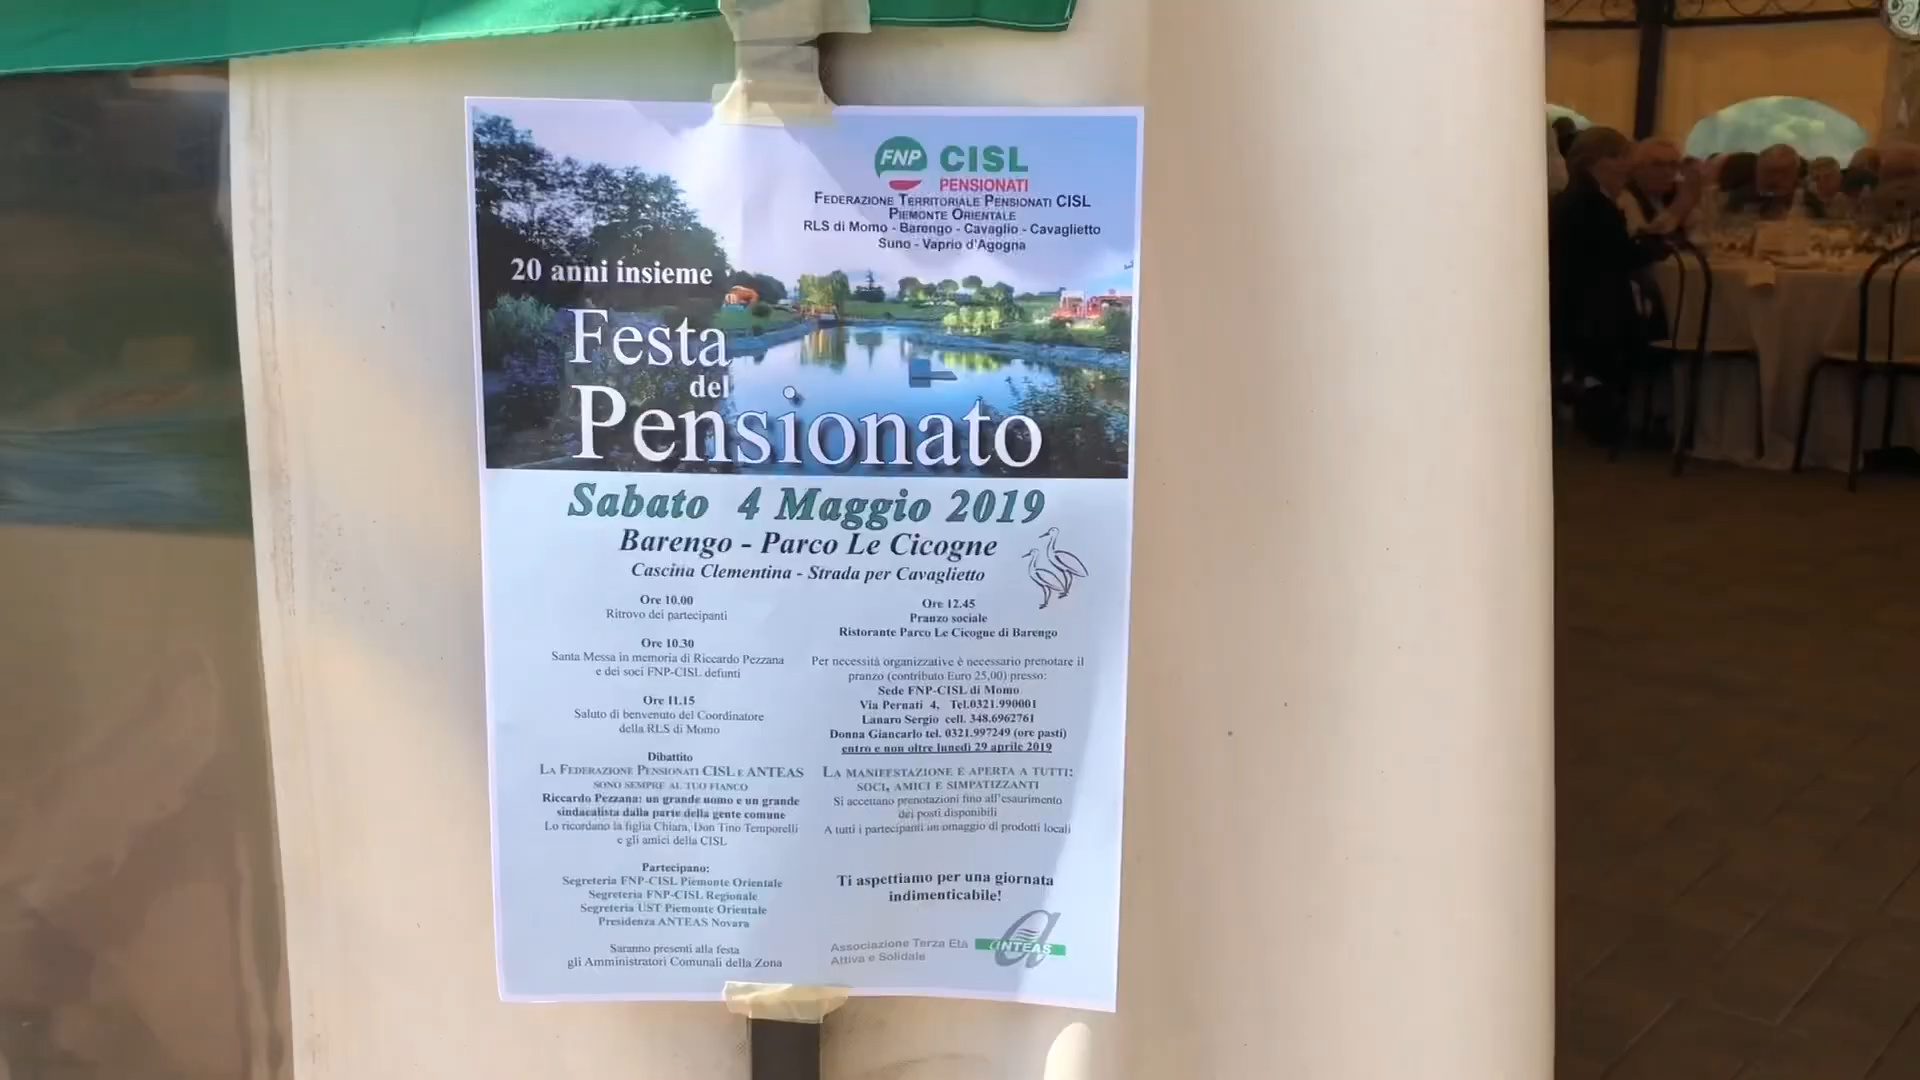 FNP CISL
PENSIONATI
FEDERAZIONE TERRITORIALE PENSIONATI CISL
PIEMONTE ORIENTALE
RLS di Momo - Barengo - Cavaglio - Cavaglietto
Suno - Vaprio d'Agogna
20 anni insieme
Festa
del
Pensionato
Sabato 4 Maggio 2019
Barengo - Parco Le Cicogne
Cascina Clementina - Strada per Cavaglietto
Ore 10.00
Ritrovo dei partecipanti
Ore 10.30
Santa Messa in memoria di Riccardo Pezzana
e dei soci FNP-CISL defunti
Ore 11.15
Saluto di benvenuto del Coordinatore
della RLS di Momo
Dibattito
LA FEDERAZIONE PENSIONATI CISL E ANTEAS
SONO SEMPRE AL TUO FIANCO
Riccardo Pezzana: un grande uomo e un grande
sindacalista dalla parte della gente comune
Lo ricordano la figlia Chiara, Don Tino Temporelli
e gli amici della CISL
Partecipano:
Segreteria FNP-CISL Piemonte Orientale
Segreteria FNP-CISL Regionale
Segreteria UST Piemonte Orientale
Presidenza ANTEAS Novara
Saranno presenti alla festa
gli Amministratori Comunali della Zona
Ore 12.45
Pranzo sociale
Ristorante Parco Le Cicogne di Barengo
Per necessità organizzative è necessario prenotare il
pranzo (contributo Euro 25,00) presso:
Sede FNP-CISL di Momo
Via Pernati 4, Tel.0321.990001
Lanaro Sergio cell. 348.6962761
Donna Giancarlo tel. 0321.997249 (ore pasti)
entro e non oltre lunedì 29 aprile 2019
LA MANIFESTAZIONE È APERTA A TUTTI:
SOCI, AMICI E SIMPATIZZANTI
Si accettano prenotazioni fino all'esaurimento
dei posti disponibili
A tutti i partecipanti un omaggio di prodotti locali
Ti aspettiamo per una giornata
indimenticabile!
Associazione Terza Età
Attiva e Solidale
ANTEAS